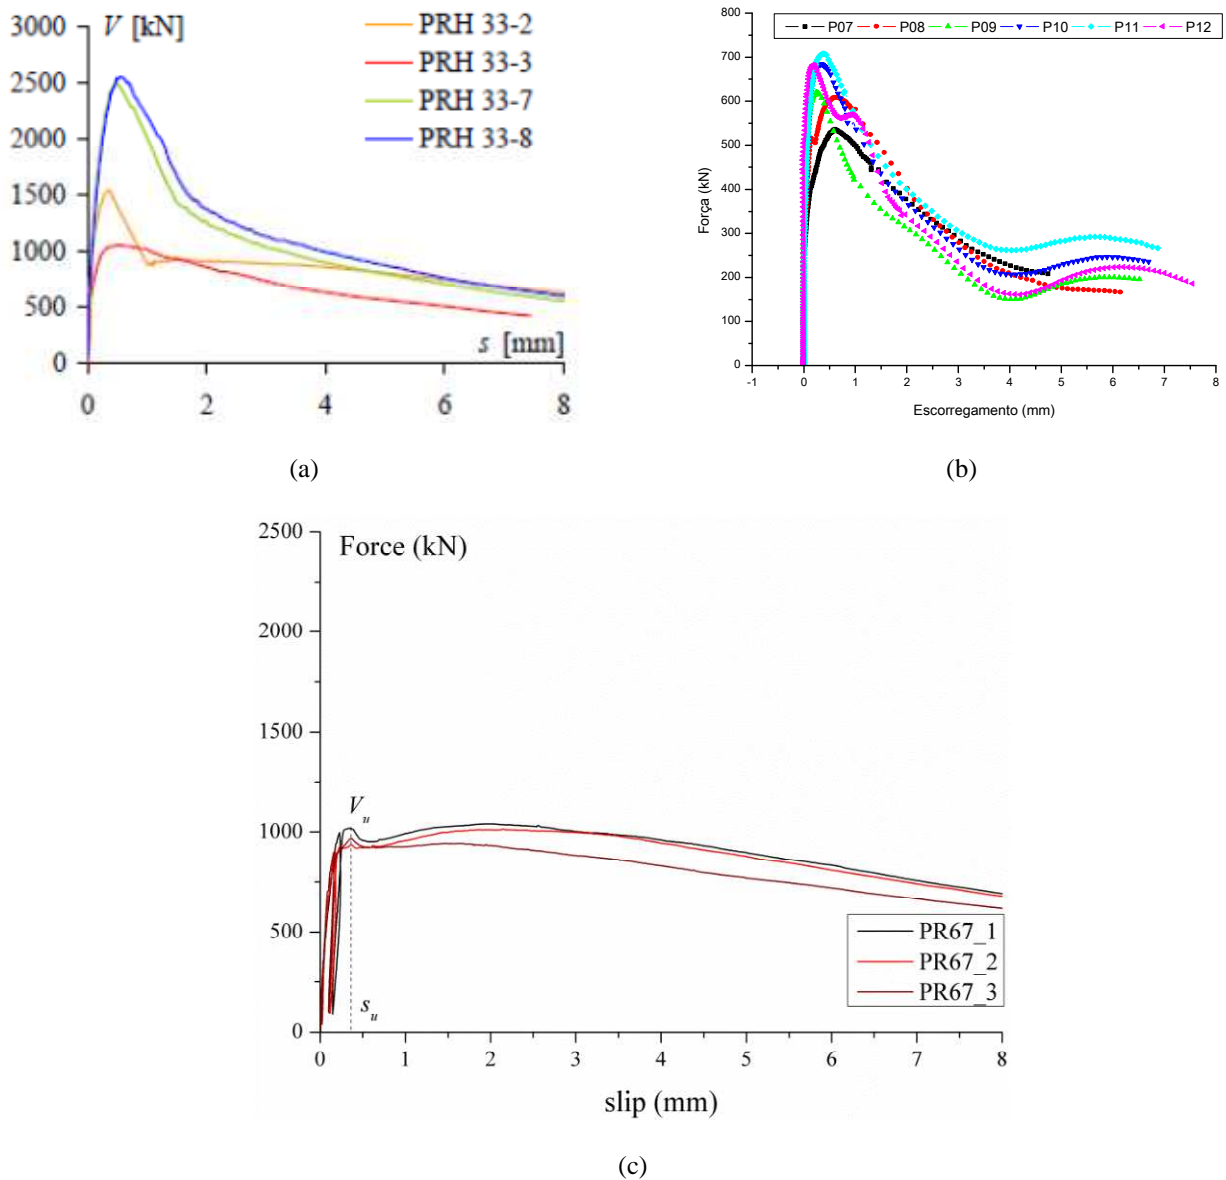 V [kN]
3000
2500
2000
1500
1000
500
0
0 2 4 6 8
s [mm]
PRH 33-2
PRH 33-3
PRH 33-7
PRH 33-8
(a)
P07 P08 P09 P10 P11 P12
800
700
600
500
400
300
200
100
0
Força (kN)
-1 0 1 2 3 4 5 6 7 8
Escorregamento (mm)
(b)
Force (kN)
2500
2000
1500
1000
500
0
Vu
su
PR67_1
PR67_2
PR67_3
0 1 2 3 4 5 6 7 8
slip (mm)
(c)